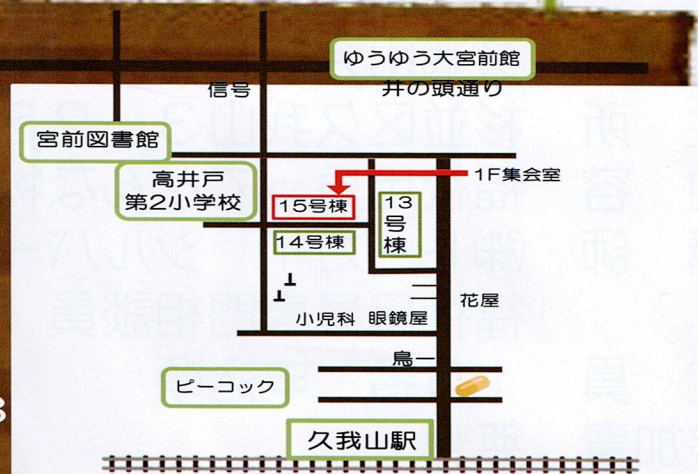 ゆうゆう大宮前館
井の頭通り
信号
宮前図書館
高井戸
第2小学校
1F集会室
15号棟
13号棟
14号棟
花屋
小児科 眼鏡屋
鳥一
ピーコック
久我山駅